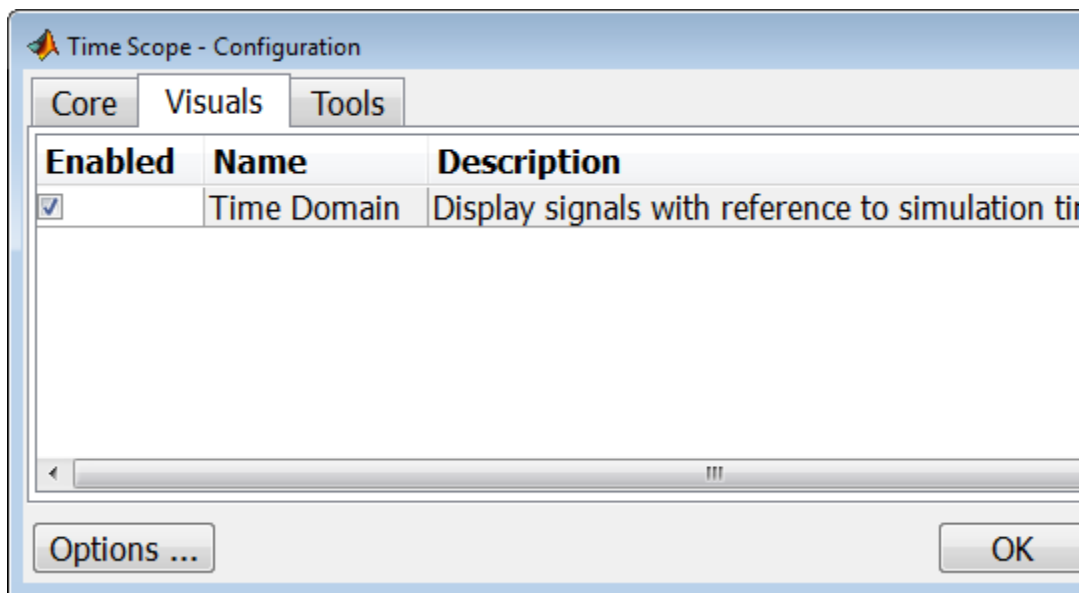 Time Scope - Configuration
Core Visuals Tools
Enabled Name Description
Time Domain Display signals with reference to simulation
Options ... OK